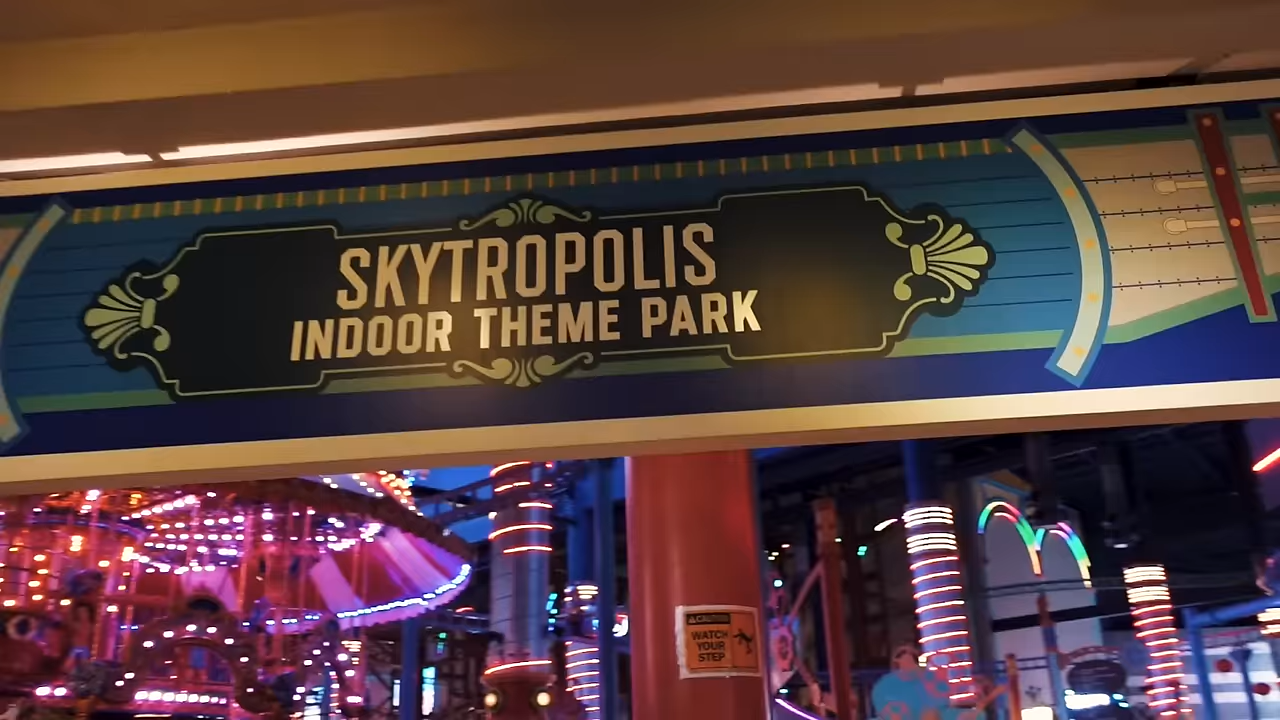 SKYTROPOLIS
INDOOR THEME PARK
CAUTION
WATCH
YOUR
STEP